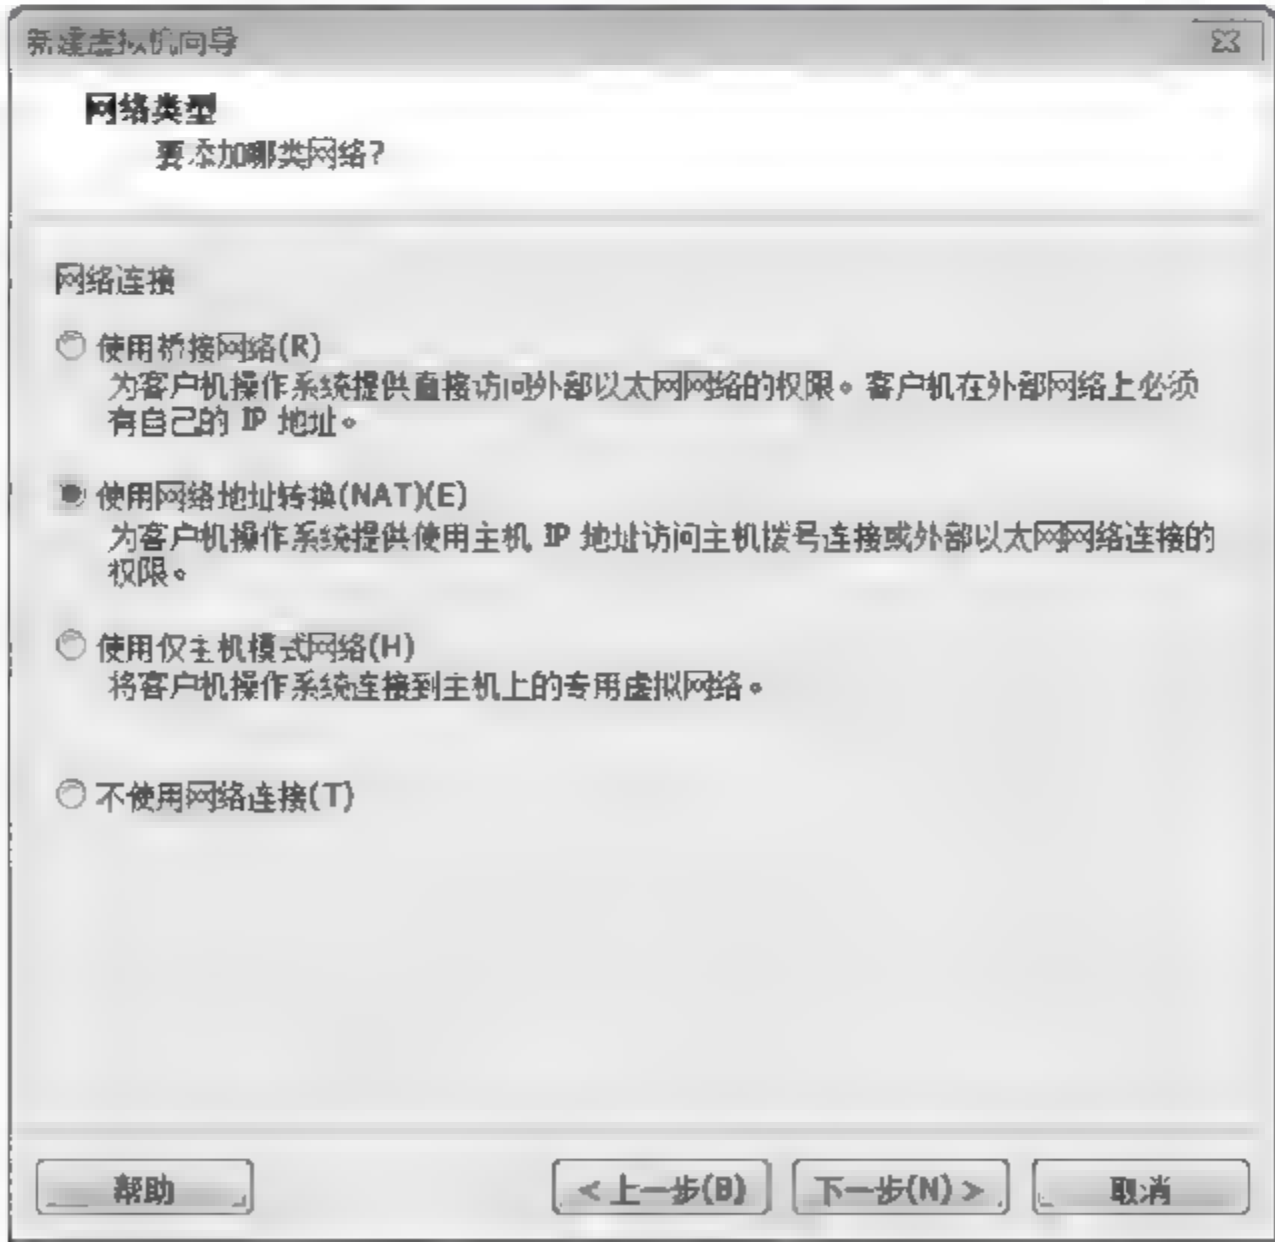 新建虚拟机向导
网络类型
要添加哪类网络?
网络连接
使用桥接网络(R)
为客户机操作系统提供直接访问外部以太网网络的权限。客户机在外部网络上必须
有自己的 IP 地址。
使用网络地址转换(NAT)(E)
为客户机操作系统提供使用主机 IP 地址访问主机拨号连接或外部以太网网络连接的
权限。
使用仅主机模式网络(H)
将客户机操作系统连接到主机上的专用虚拟网络。
不使用网络连接(T)
帮助
< 上一步(B)
下一步(N) >
取消